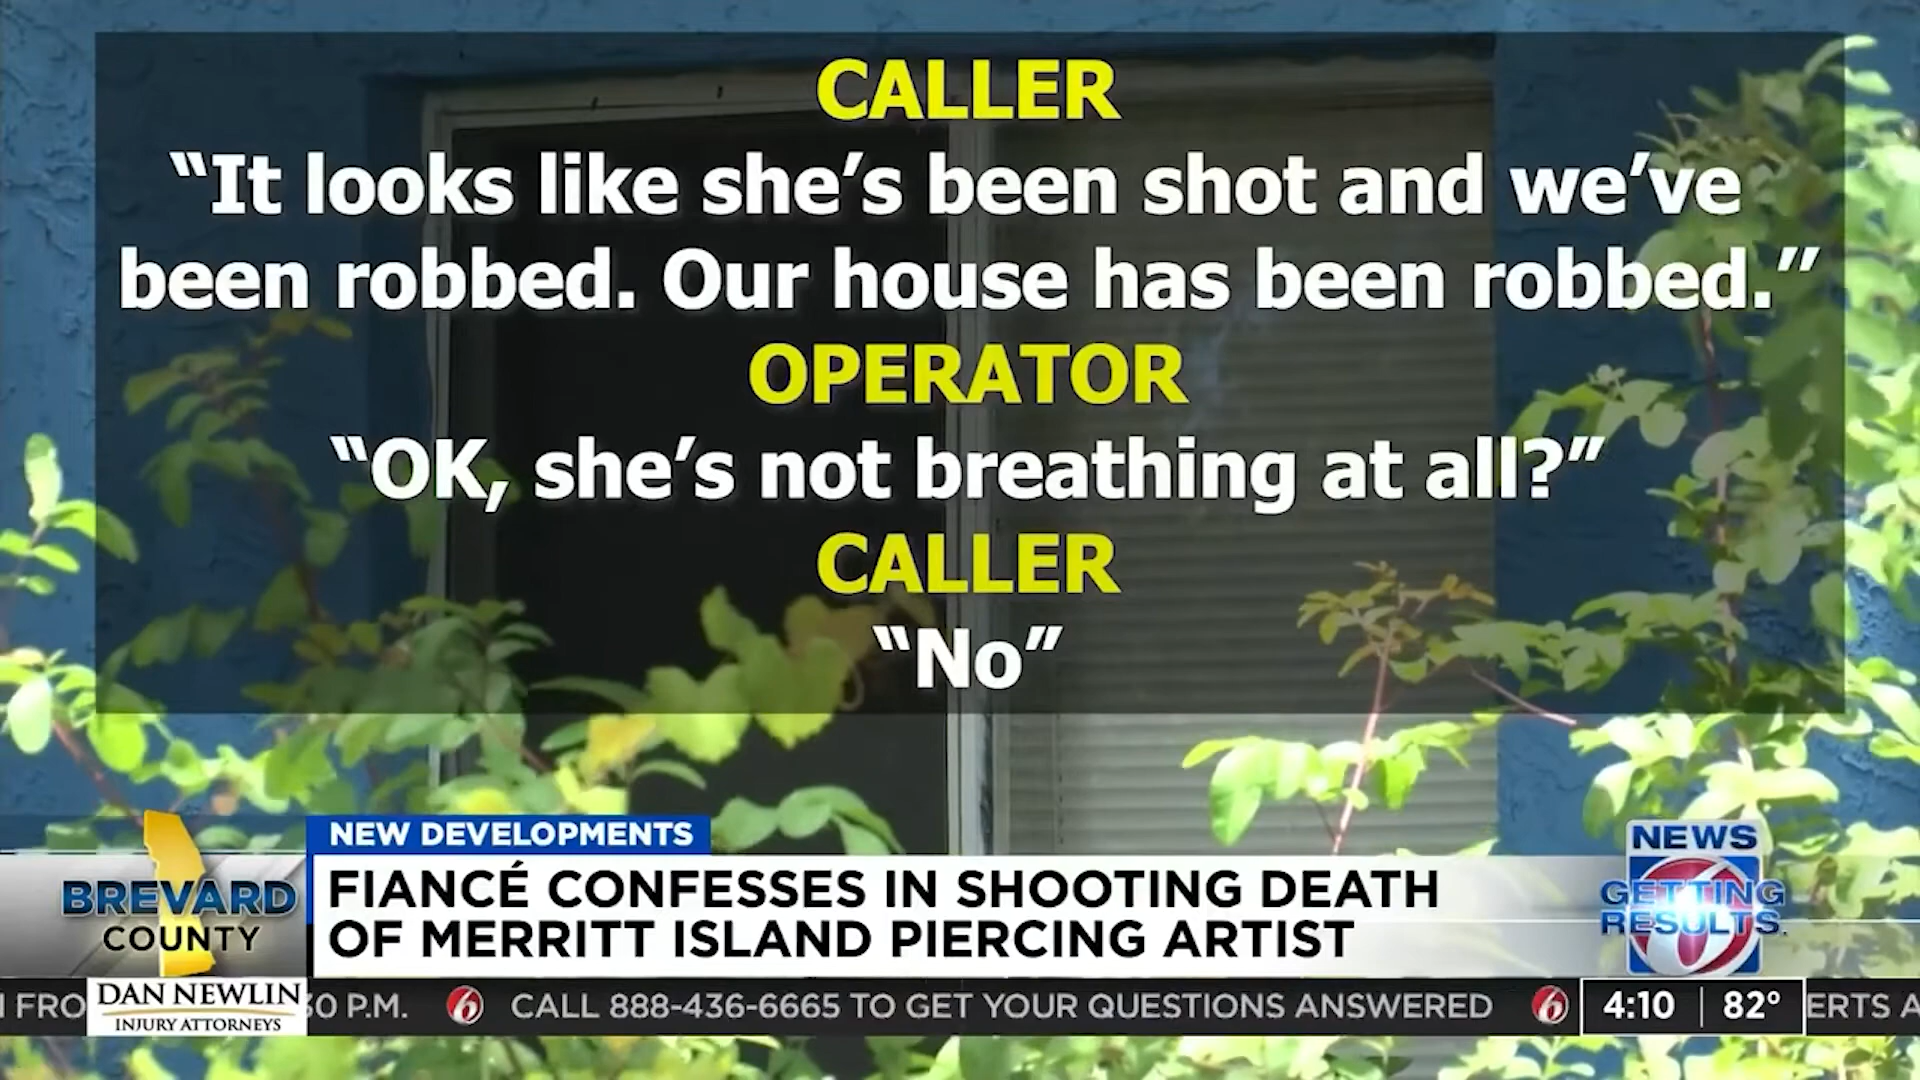 CALLER
“It looks like she’s been shot and we’ve
been robbed. Our house has been robbed.”
OPERATOR
“OK, she’s not breathing at all?”
CALLER
“No”
NEW DEVELOPMENTS
BREVARD
COUNTY
FIANCÉ CONFESSES IN SHOOTING DEATH
OF MERRITT ISLAND PIERCING ARTIST
NEWS
6
GETTING
RESULTS.
DAN NEWLIN
INJURY ATTORNEYS
P.M. 6 CALL 888-436-6665 TO GET YOUR QUESTIONS ANSWERED 6
4:10 82°